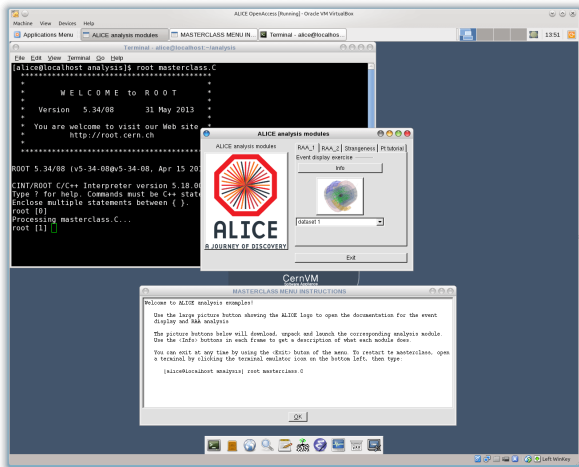 ALICE OpenAccess [Running] - Oracle VM VirtualBox
Machine View Devices Help
Applications Menu
ALICE analysis modules
MASTERCLASS MENU IN...
Terminal - alice@localhos...
13:51
Terminal - alice@localhost:~/analysis
File Edit View Terminal Go Help
[alice@localhost analysis]$ root masterclass.C
*******************************************
*                                         *
*        W E L C O M E  to  R O O T       *
*                                         *
*   Version   5.34/08      31 May 2013    *
*                                         *
*  You are welcome to visit our Web site
*          http://root.cern.ch
*
ROOT 5.34/08 (v5-34-08@v5-34-08, Apr 15 201
CINT/ROOT C/C++ Interpreter version 5.18.0
Type ? for help. Commands must be C++ state
Enclose multiple statements between { }.
root [0]
Processing masterclass.C...
root [1]
ALICE analysis modules
ALICE analysis modules
RAA_1 RAA_2 Strangeness Pt tutorial
Event display exercise
Info
dataset 1
Exit
ALICE
A JOURNEY OF DISCOVERY
CernVM
Software Appliance
MASTERCLASS MENU INSTRUCTIONS
Welcome to ALICE analysis examples!
Use the large picture button showing the ALICE logo to open the documentation for the event
display and RAA analysis
The picture buttons below will download, unpack and launch the corresponding analysis module.
Use the <Info> buttons in each frame to get a description of what each module does.
You can exit at any time by using the <Exit> buton of the menu. To restart te masterclass, open
a terminal by clicking the terminal emulator icon on the bottom left, then type:
[alice@localhost analysis] root masterclass.C
OK
Left WinKey